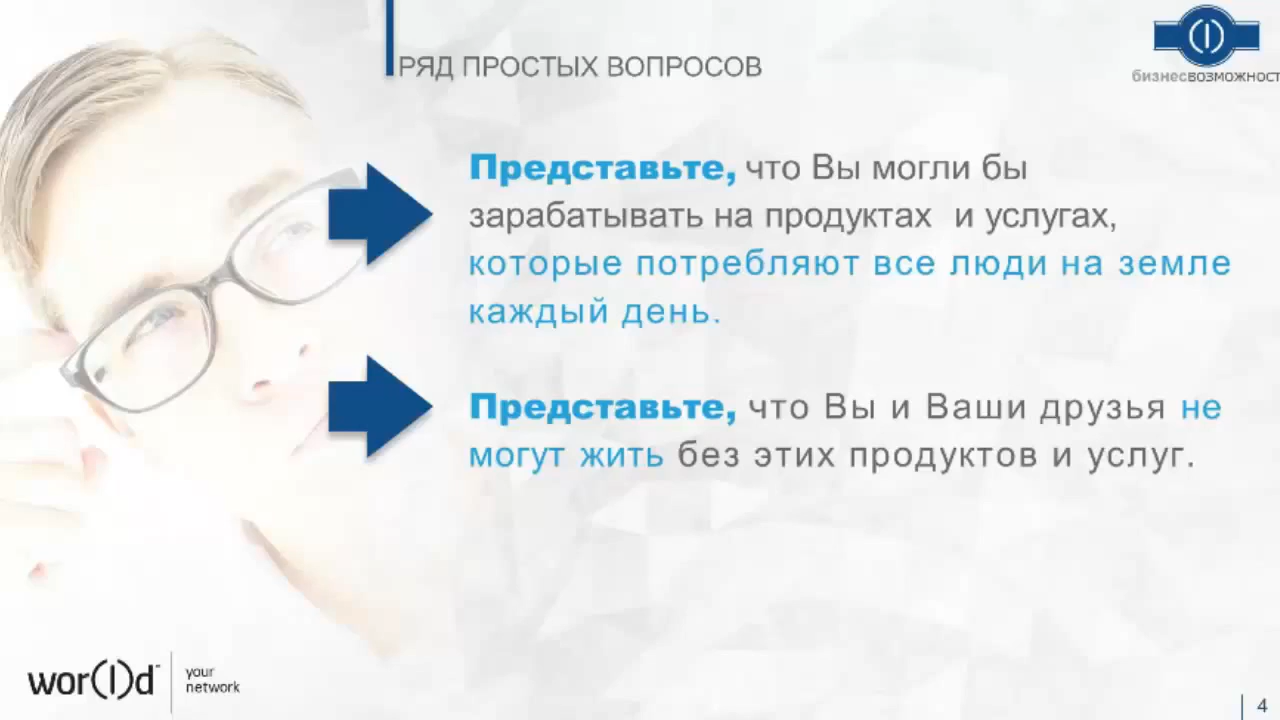 РЯД ПРОСТЫХ ВОПРОСОВ
бизнесвозможност
Представьте, что Вы могли бы
зарабатывать на продуктах и услугах,
которые потребляют все люди на земле
каждый день.
Представьте, что Вы и Ваши друзья не
могут жить без этих продуктов и услуг.
wor(l)d™
your
network
4